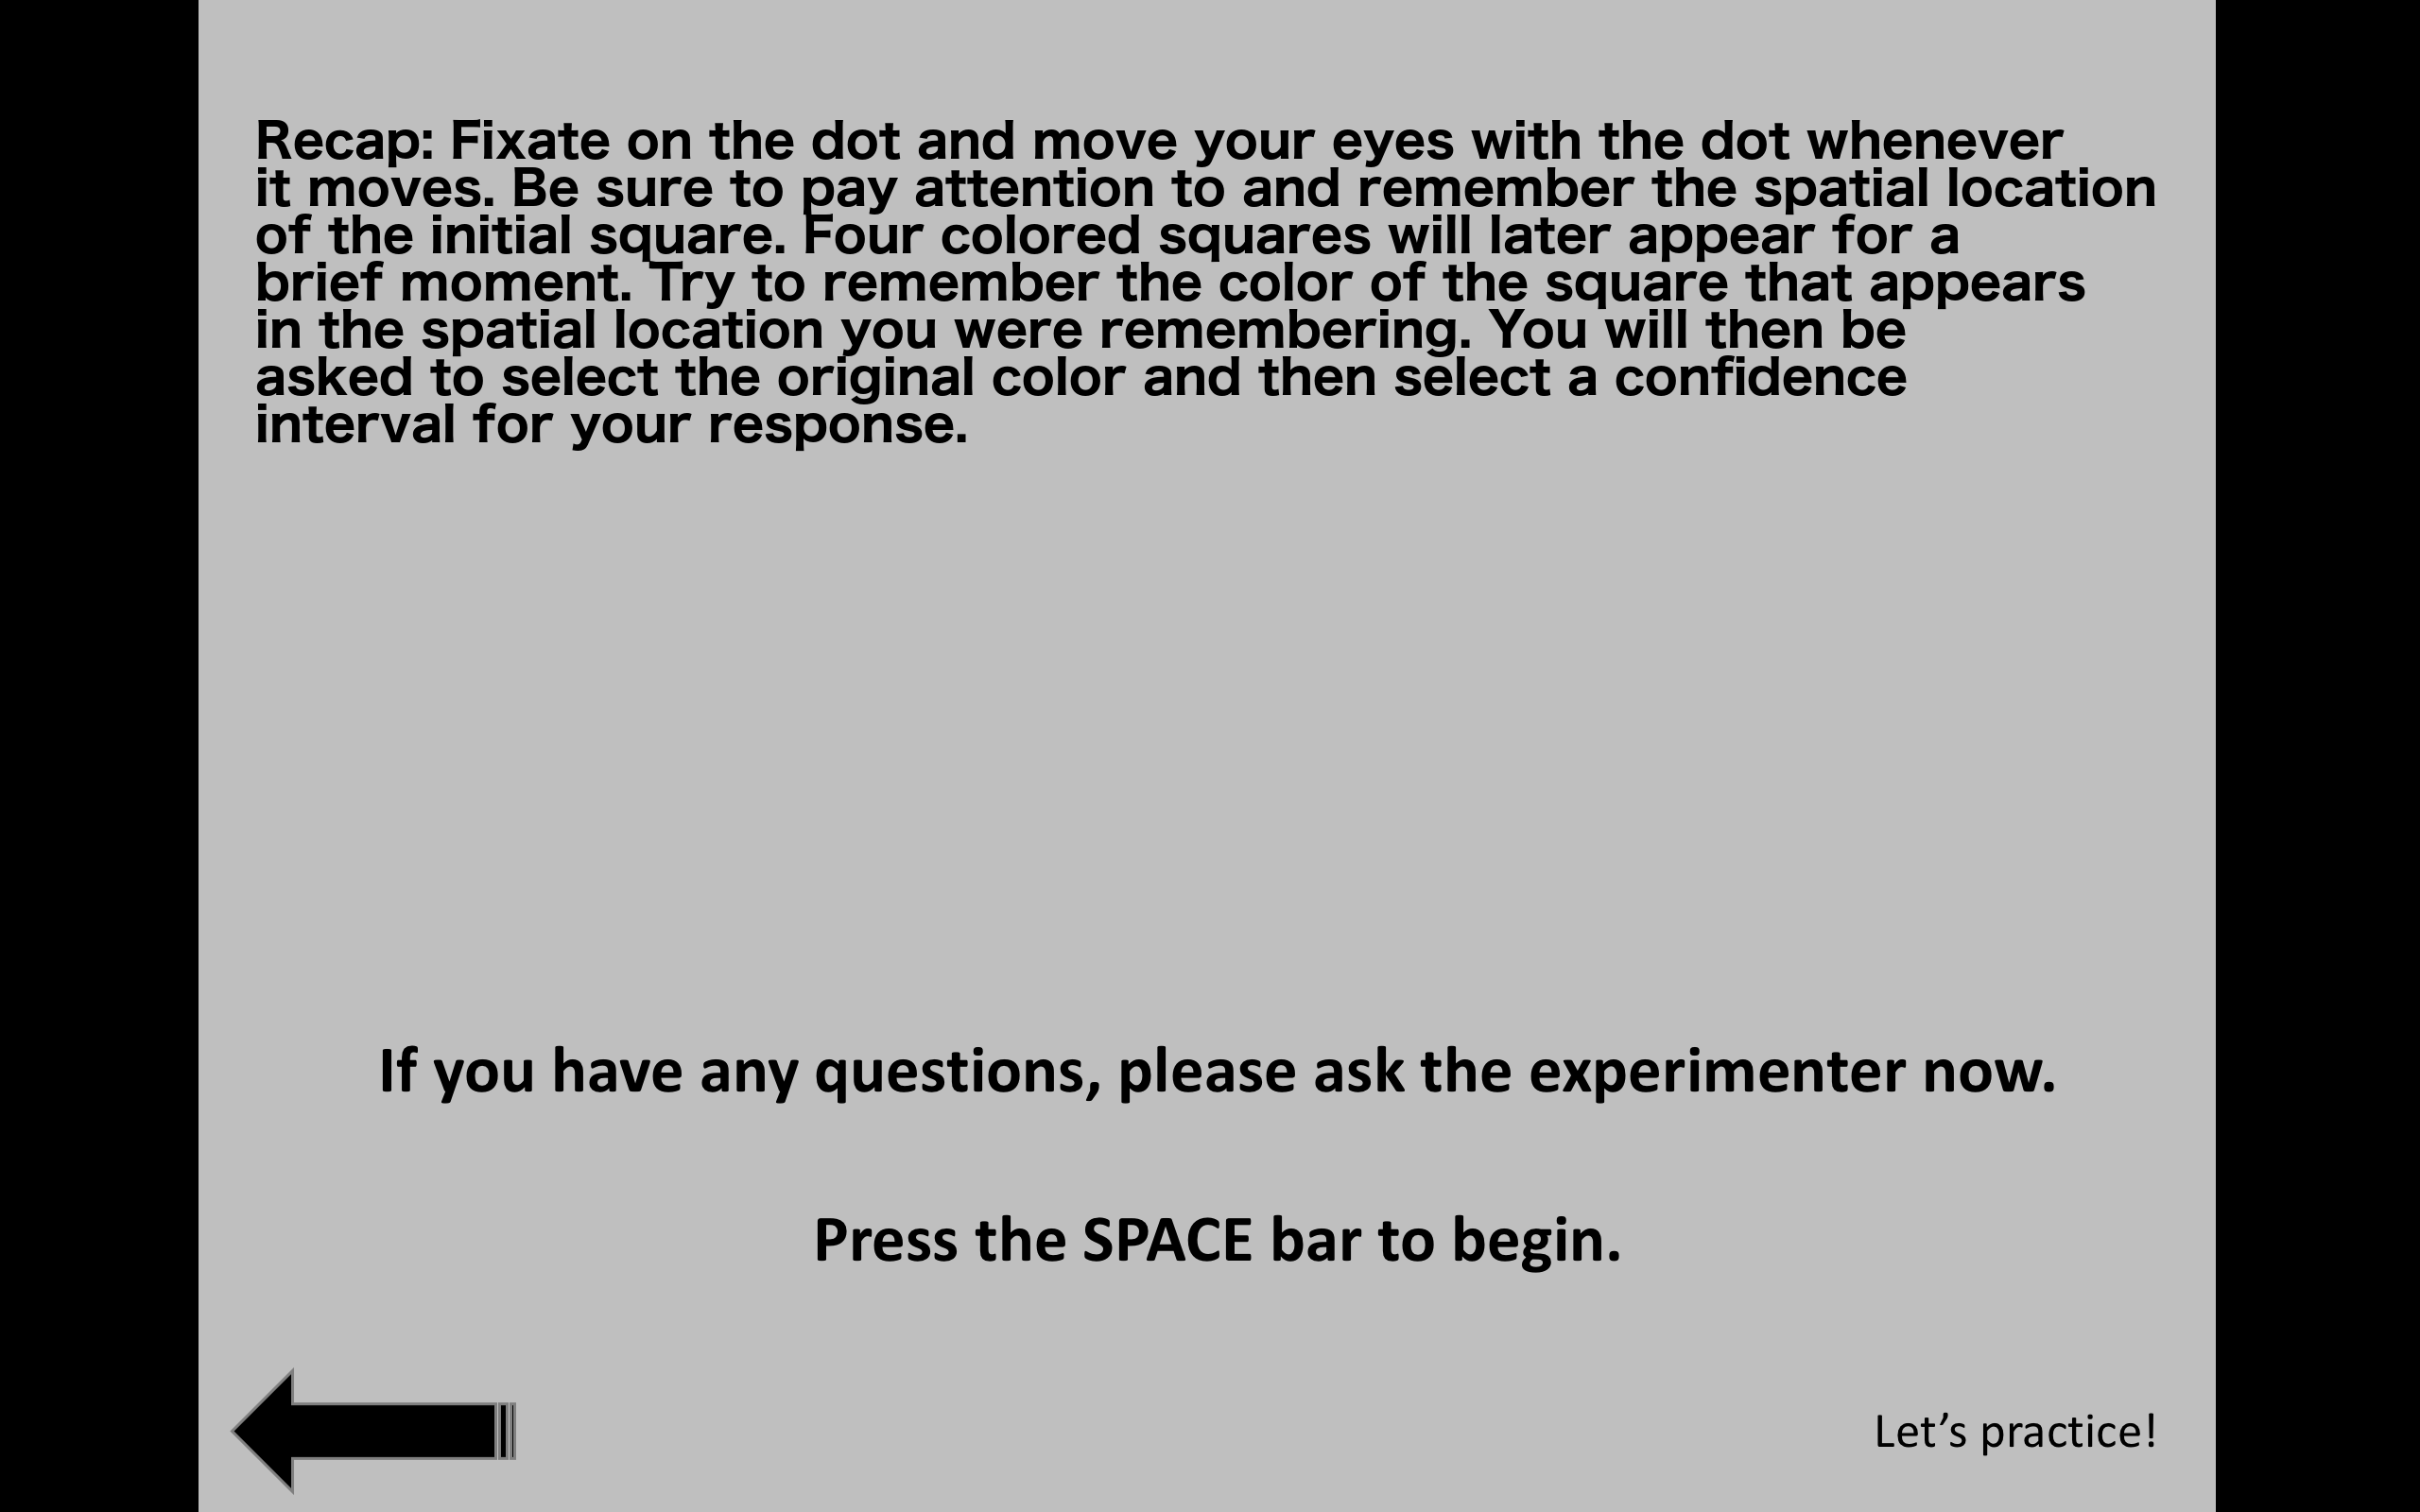 Recap: Fixate on the dot and move your eyes with the dot whenever
it moves. Be sure to pay attention to and remember the spatial location
of the initial square. Four colored squares will later appear for a
brief moment. Try to remember the color of the square that appears
in the spatial location you were remembering. You will then be
asked to select the original color and then select a confidence
interval for your response.
If you have any questions, please ask the experimenter now.
Press the SPACE bar to begin.
Let’s practice!